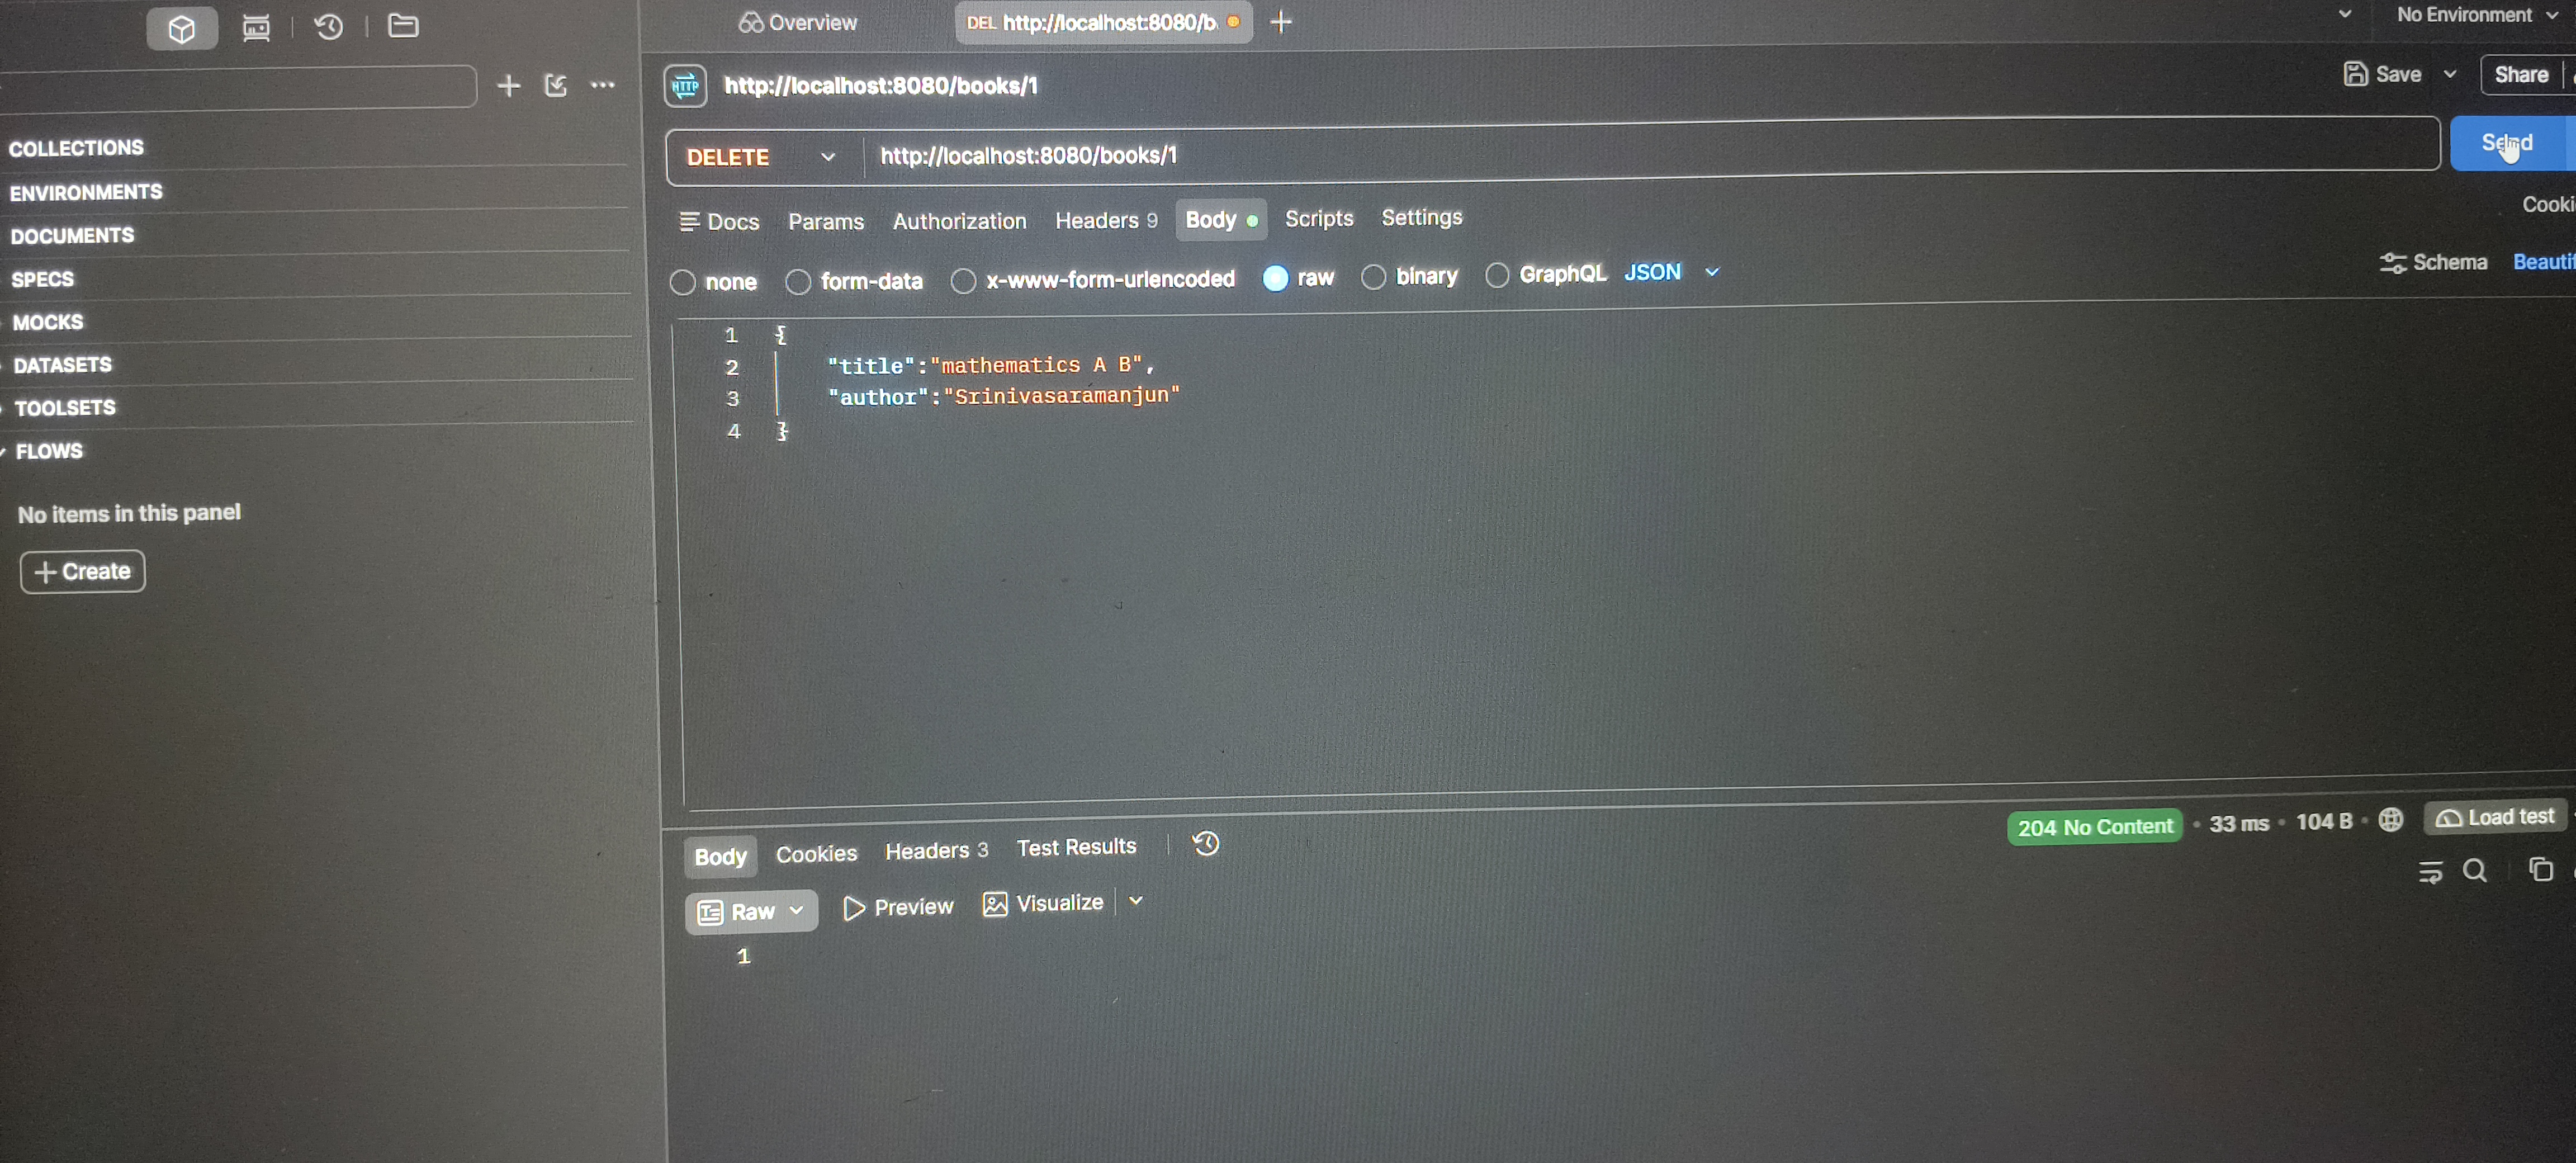 Overview
DEL http://localhost:8080/b
No Environment
http://localhost:8080/books/1
Save
Share
DELETE
http://localhost:8080/books/1
Send
COLLECTIONS
ENVIRONMENTS
DOCUMENTS
SPECS
MOCKS
DATASETS
TOOLSETS
FLOWS
No items in this panel
Create
Docs Params Authorization Headers 9 Body Scripts Settings
Cooki
none form-data x-www-form-urlencoded raw binary GraphQL JSON
Schema Beautif
1 {
2 "title":"mathematics A B",
3 "author":"Srinivasaramanjun"
4 }
Body Cookies Headers 3 Test Results
204 No Content • 33 ms • 104 B •
Load test
Raw Preview Visualize
1